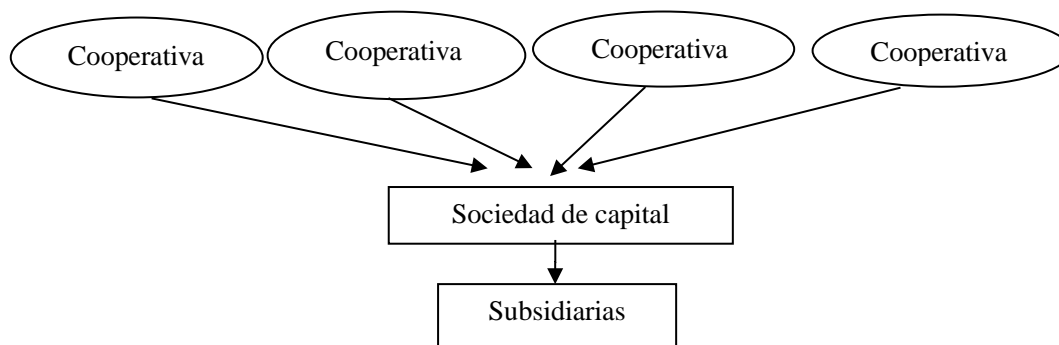 Cooperativa
Cooperativa
Cooperativa
Cooperativa
Sociedad de capital
Subsidiarias